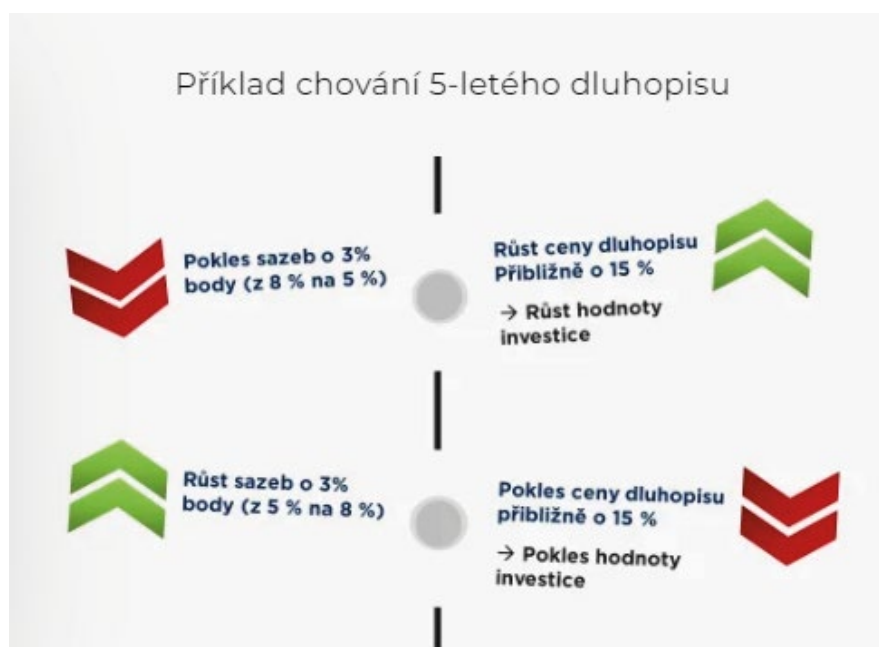 Příklad chování 5-letého dluhopisu
Pokles sazeb o 3%
body (z 8 % na 5 %)
Růst ceny dluhopisu
Přibližně o 15 %
→ Růst hodnoty
investice
Růst sazeb o 3%
body (z 5 % na 8 %)
Pokles ceny dluhopisu
přibližně o 15 %
→ Pokles hodnoty
investice